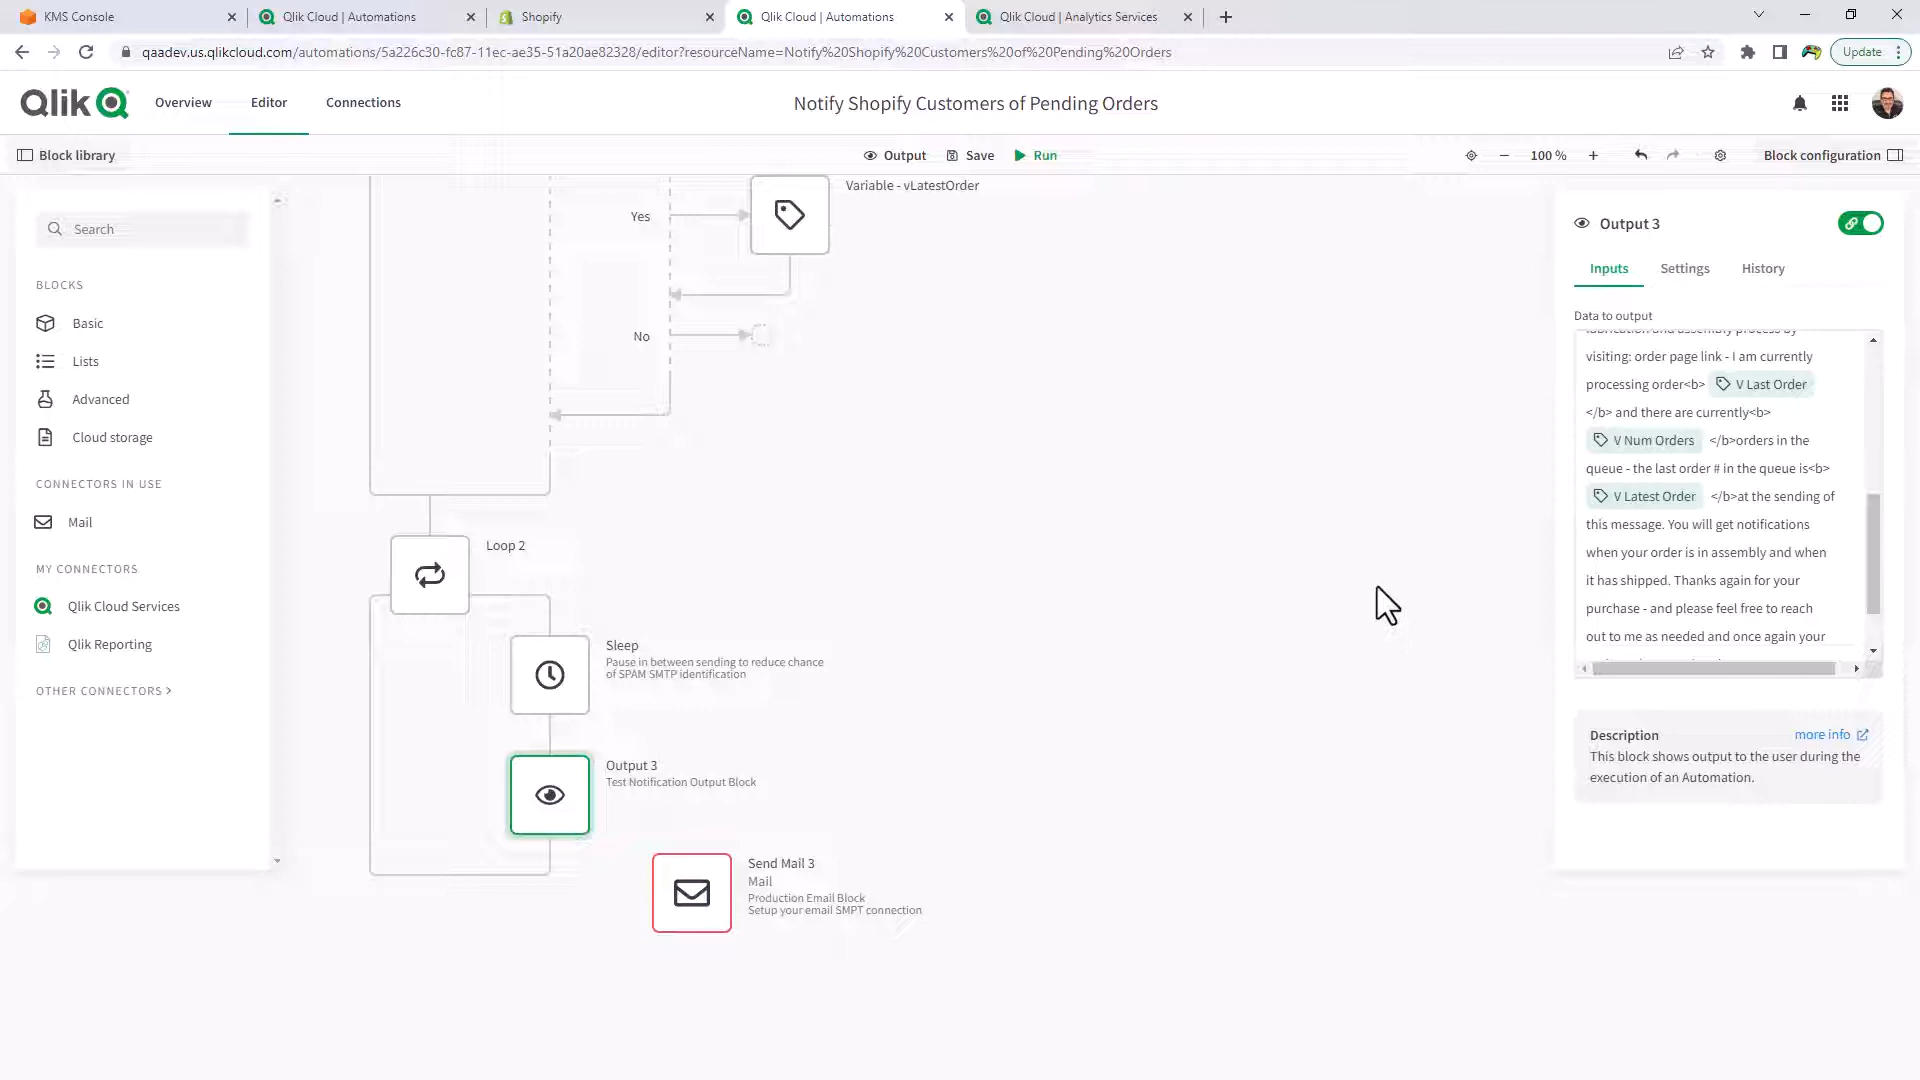 KMS Console
Qlik Cloud | Automations
Shopify
Qlik Cloud | Automations
Qlik Cloud | Analytics Services
qaadev.us.qlikcloud.com/automations/5a226c30-fc87-11ec-ae35-51a20ae82328/editor?resourceName=Notify%20Shopify%20Customers%20of%20Pending%20Orders
Update
Qlik
Overview
Editor
Connections
Notify Shopify Customers of Pending Orders
Block library
Output
Save
Run
100 %
Block configuration
Search
BLOCKS
Basic
Lists
Advanced
Cloud storage
CONNECTORS IN USE
Mail
MY CONNECTORS
Qlik Cloud Services
Qlik Reporting
OTHER CONNECTORS >
Variable - vLatestOrder
Yes
No
Loop 2
Sleep
Pause in between sending to reduce chance
of SPAM SMTP identification
Output 3
Test Notification Output Block
Send Mail 3
Mail
Production Email Block
Setup your email SMPT connection
Output 3
Inputs
Settings
History
Data to output
fabrication and assembly process by
visiting: order page link - I am currently
processing order<b> V Last Order
</b> and there are currently<b>
V Num Orders </b>orders in the
queue - the last order # in the queue is<b>
V Latest Order </b>at the sending of
this message. You will get notifications
when your order is in assembly and when
it has shipped. Thanks again for your
purchase - and please feel free to reach
out to me as needed and once again your
Description
more info
This block shows output to the user during the
execution of an Automation.